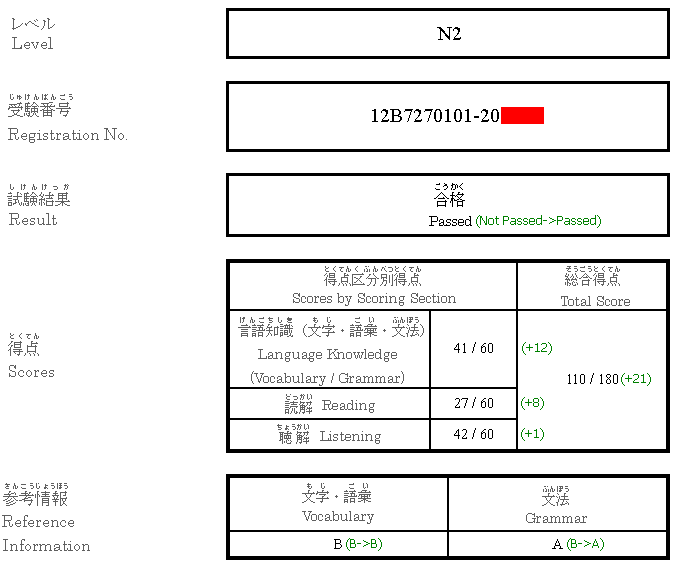 レベル
Level
N2
じゅけんばんごう
受験番号
Registration No.
12B7270101-20
しけんけっか
試験結果
Result
ごうかく
合格
Passed (Not Passed->Passed)
とくてん
得点
Scores
とくてんくぶんべつとくてん
得点区分別得点
Scores by Scoring Section
そうごうとくてん
総合得点
Total Score
げんごちしき もじ ごい ぶんぽう
言語知識（文字・語彙・文法）
Language Knowledge
(Vocabulary / Grammar)
41 / 60
(+12)
110 / 180 (+21)
どっかい
読解 Reading
27 / 60
(+8)
ちょうかい
聴解 Listening
42 / 60
(+1)
さんこうじょうほう
参考情報
Reference
Information
もじ ごい
文字・語彙
Vocabulary
ぶんぽう
文法
Grammar
B (B->B)
A (B->A)